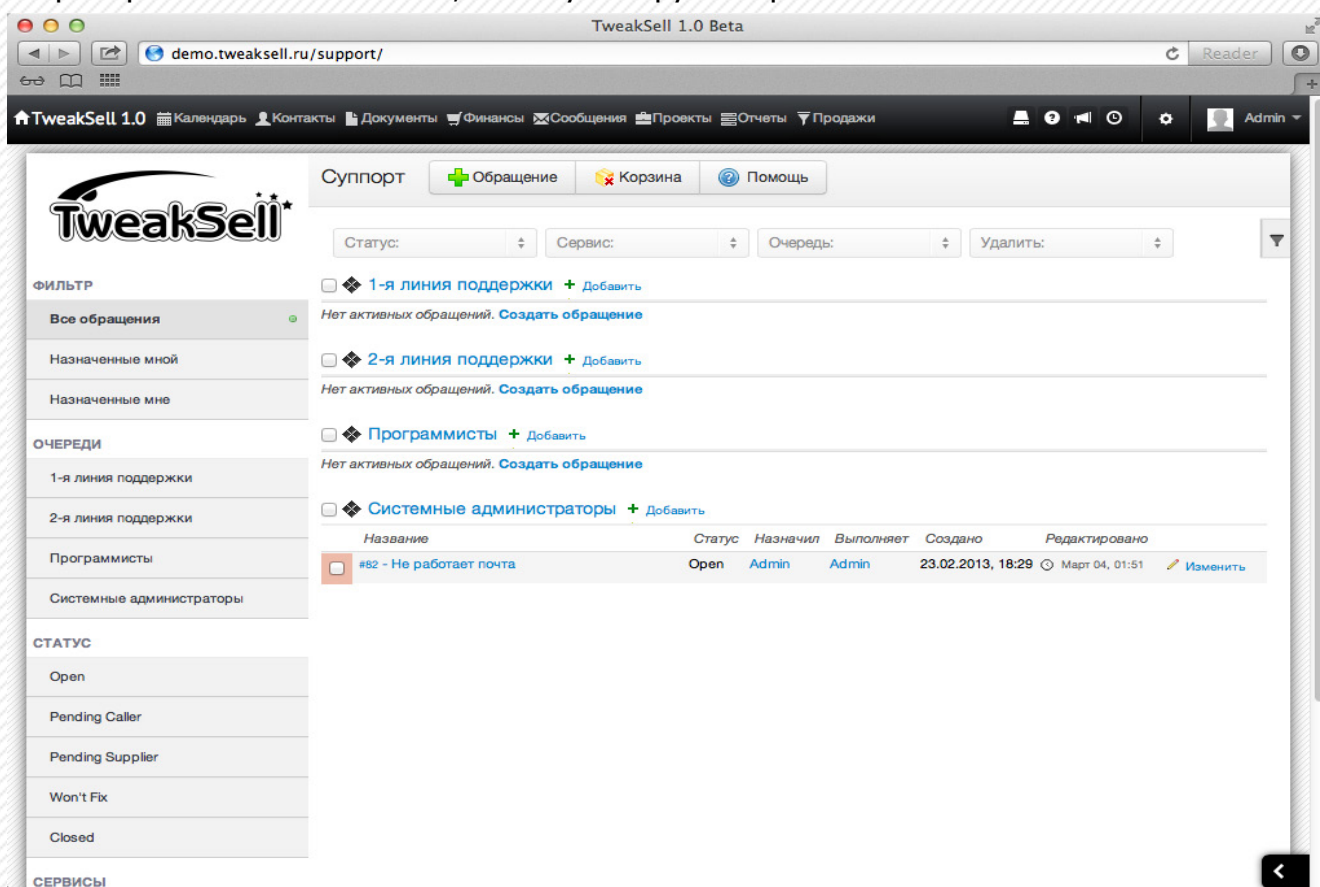 TweakSell 1.0 Beta
demo.tweaksell.ru/support/
Reader
TweakSell 1.0 Календарь Контакты Документы Финансы Сообщения Проекты Отчеты Продажи Admin
TweakSell
Суппорт Обращение Корзина Помощь
Статус: Сервис: Очередь: Удалить:
ФИЛЬТР
Все обращения
Назначенные мной
Назначенные мне
ОЧЕРЕДИ
1-я линия поддержки
2-я линия поддержки
Программисты
Системные администраторы
СТАТУС
Open
Pending Caller
Pending Supplier
Won't Fix
Closed
СЕРВИСЫ
1-я линия поддержки + Добавить
Нет активных обращений. Создать обращение
2-я линия поддержки + Добавить
Нет активных обращений. Создать обращение
Программисты + Добавить
Нет активных обращений. Создать обращение
Системные администраторы + Добавить
Название Статус Назначил Выполняет Создано Редактировано
#82 - Не работает почта Open Admin Admin 23.02.2013, 18:29 Март 04, 01:51 Изменить